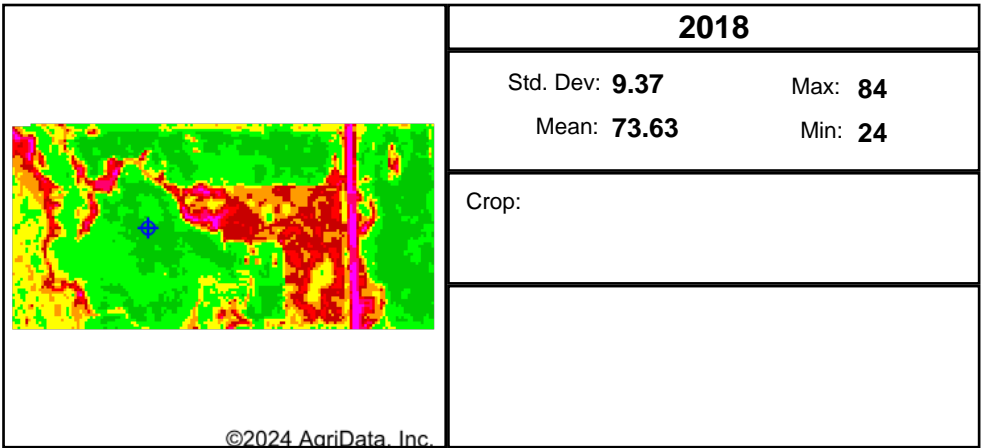 2018
Std. Dev: 9.37 Max: 84
Mean: 73.63 Min: 24
Crop:
©2024 AgriData, Inc.